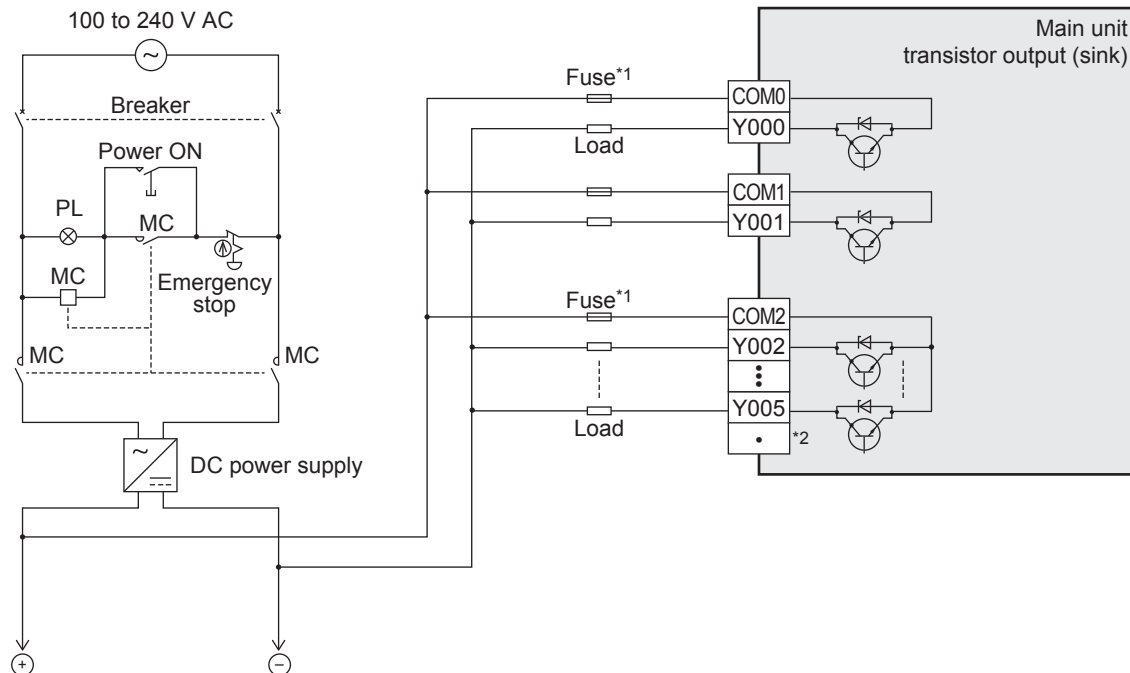 100 to 240 V AC
~
Breaker
Power ON
PL
MC
MC
Emergency
stop
MC
MC
~
DC power supply
+
−
Main unit
transistor output (sink)
Fuse*1
COM0
Y000
Load
COM1
Y001
Fuse*1
COM2
Y002
Y005
Load
*2